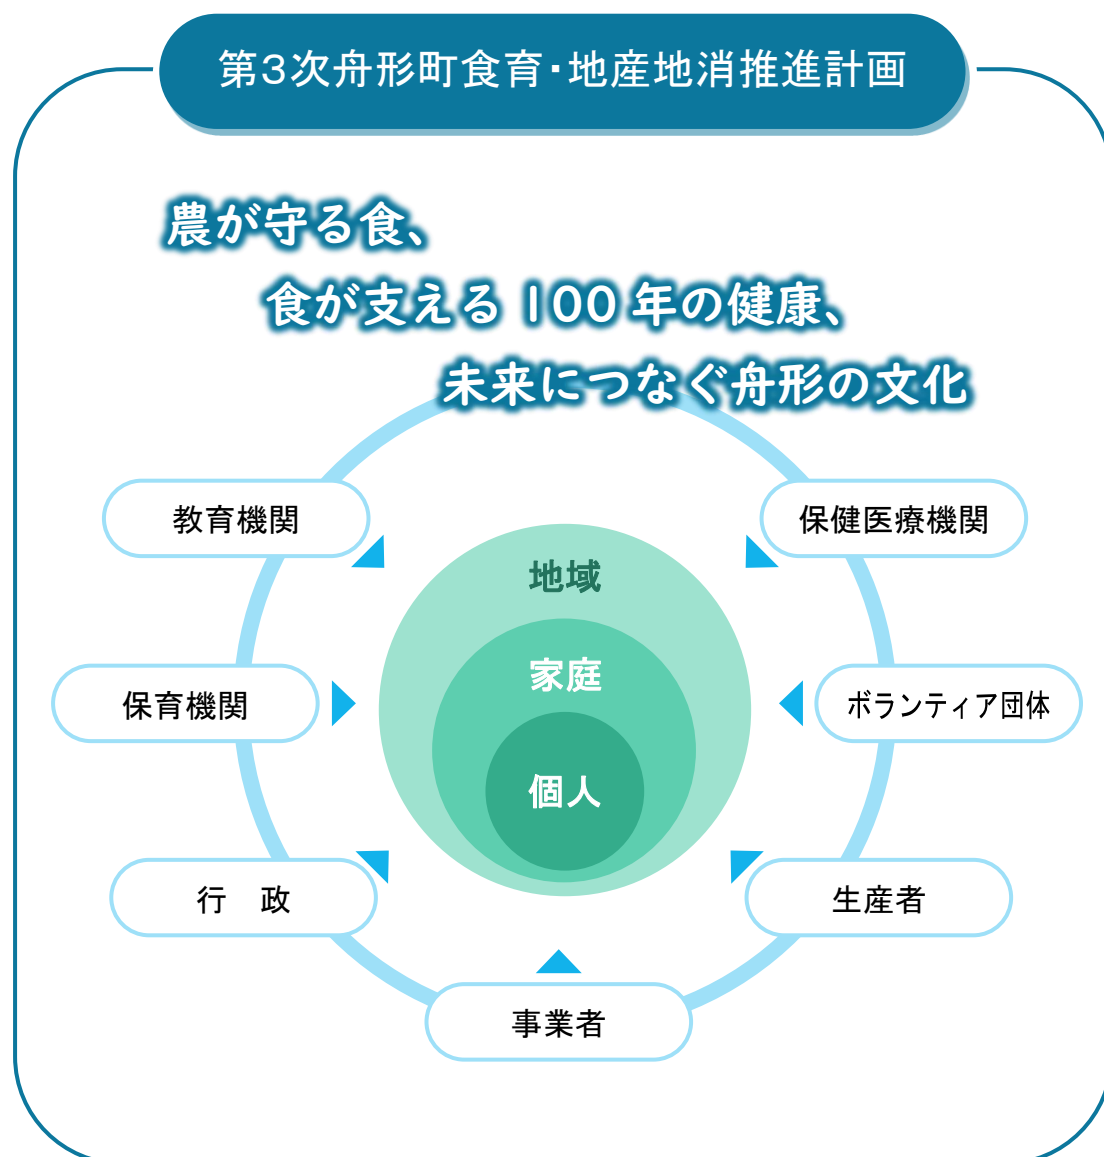 第3次舟形町食育・地産地消推進計画
農が守る食、
食が支える100年の健康、
未来につなぐ舟形の文化
教育機関
保健医療機関
地域
家庭
保育機関
ボランティア団体
個人
行　政
生産者
事業者